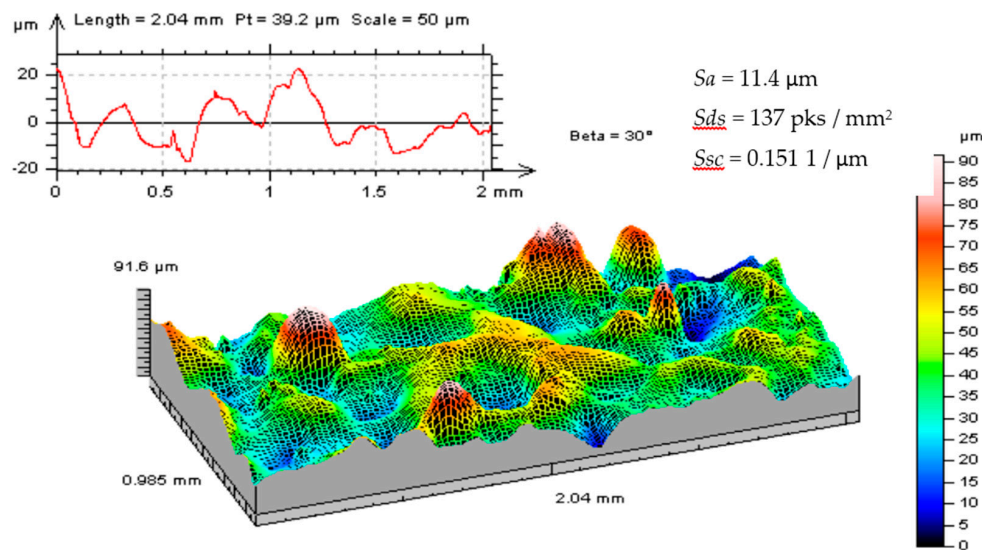 µm
Length = 2.04 mm Pt = 39.2 µm Scale = 50 µm
20
0
-20
0 0.5 1 1.5 2 mm
Beta = 30°
Sa = 11.4 µm
Sds = 137 pks / mm²
Ssc = 0.151 1 / µm
91.6 µm
0.985 mm
2.04 mm
µm
90
85
80
75
70
65
60
55
50
45
40
35
30
25
20
15
10
5
0